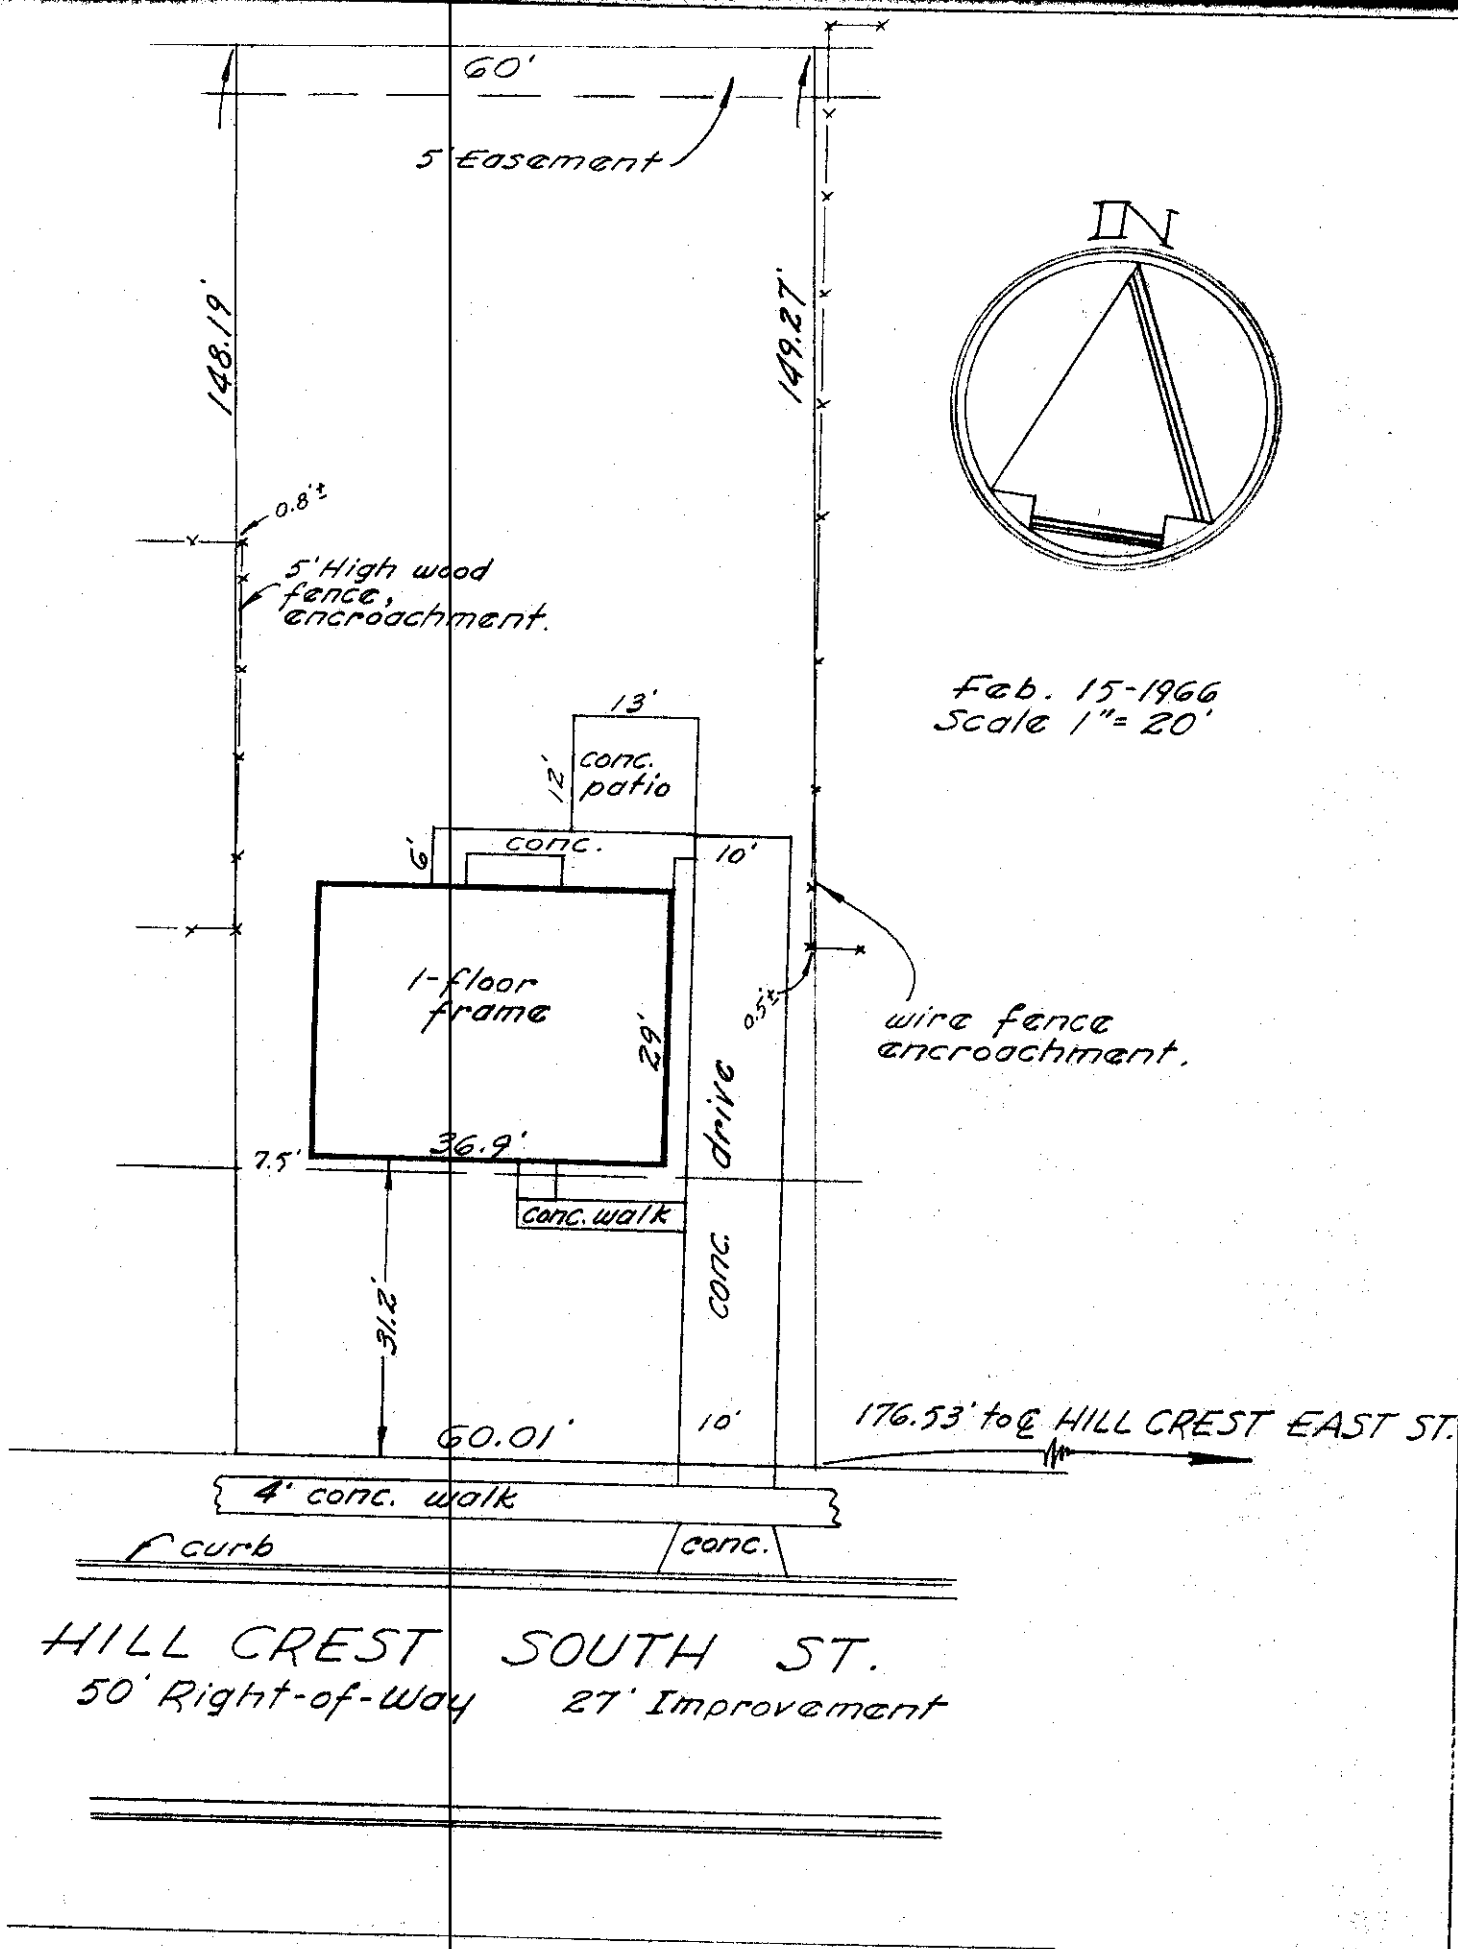 60'
5' Easement
N
148.19'
149.27'
0.8'±
5' High wood
fence,
encroachment.
Feb. 15-1966
Scale 1"= 20'
13'
12'
conc.
patio
6'
conc.
10'
1-floor
frame
29'
0.5'±
wire fence
encroachment.
36.9'
7.5'
conc. drive
conc. walk
31.2'
60.01'
10'
176.53' to ℄ HILL CREST EAST ST.
4' conc. walk
curb
conc.
HILL CREST SOUTH ST.
50' Right-of-Way 27' Improvement